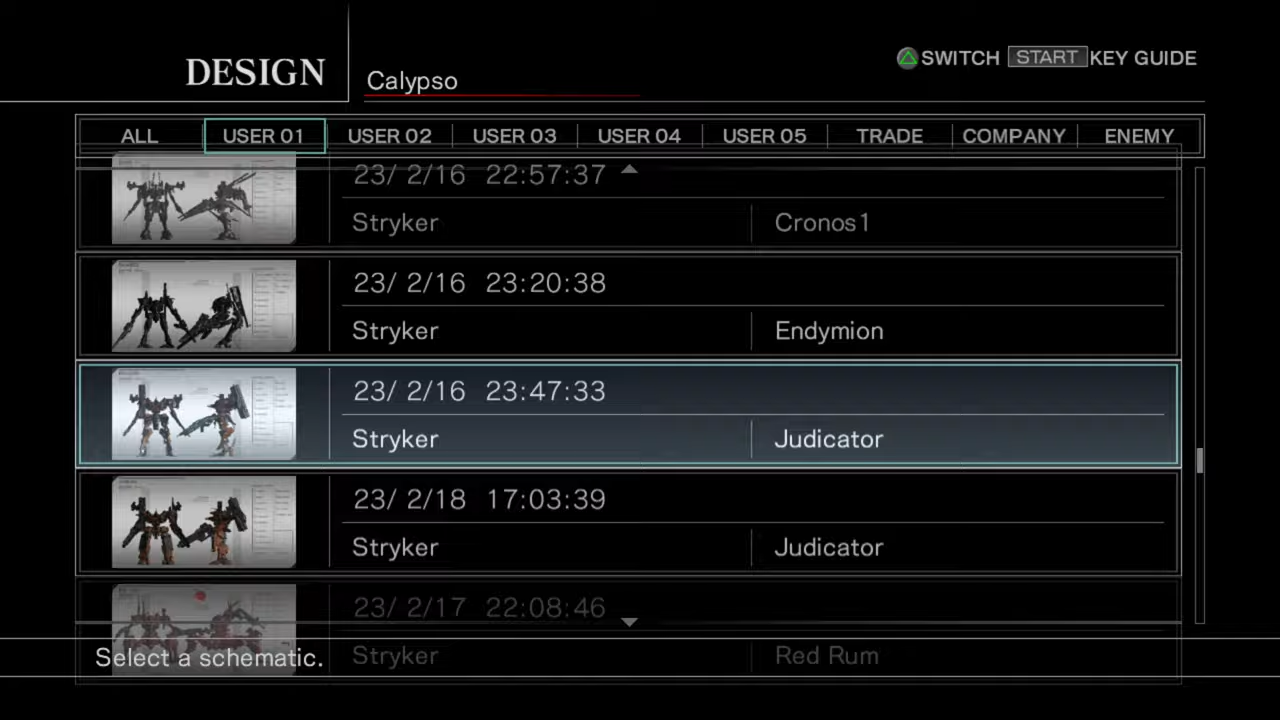 DESIGN
Calypso
SWITCH START KEY GUIDE
ALL USER 01 USER 02 USER 03 USER 04 USER 05 TRADE COMPANY ENEMY
23/ 2/16 22:57:37
Stryker Cronos1
23/ 2/16 23:20:38
Stryker Endymion
23/ 2/16 23:47:33
Stryker Judicator
23/ 2/18 17:03:39
Stryker Judicator
23/ 2/17 22:08:46
Stryker Red Rum
Select a schematic.